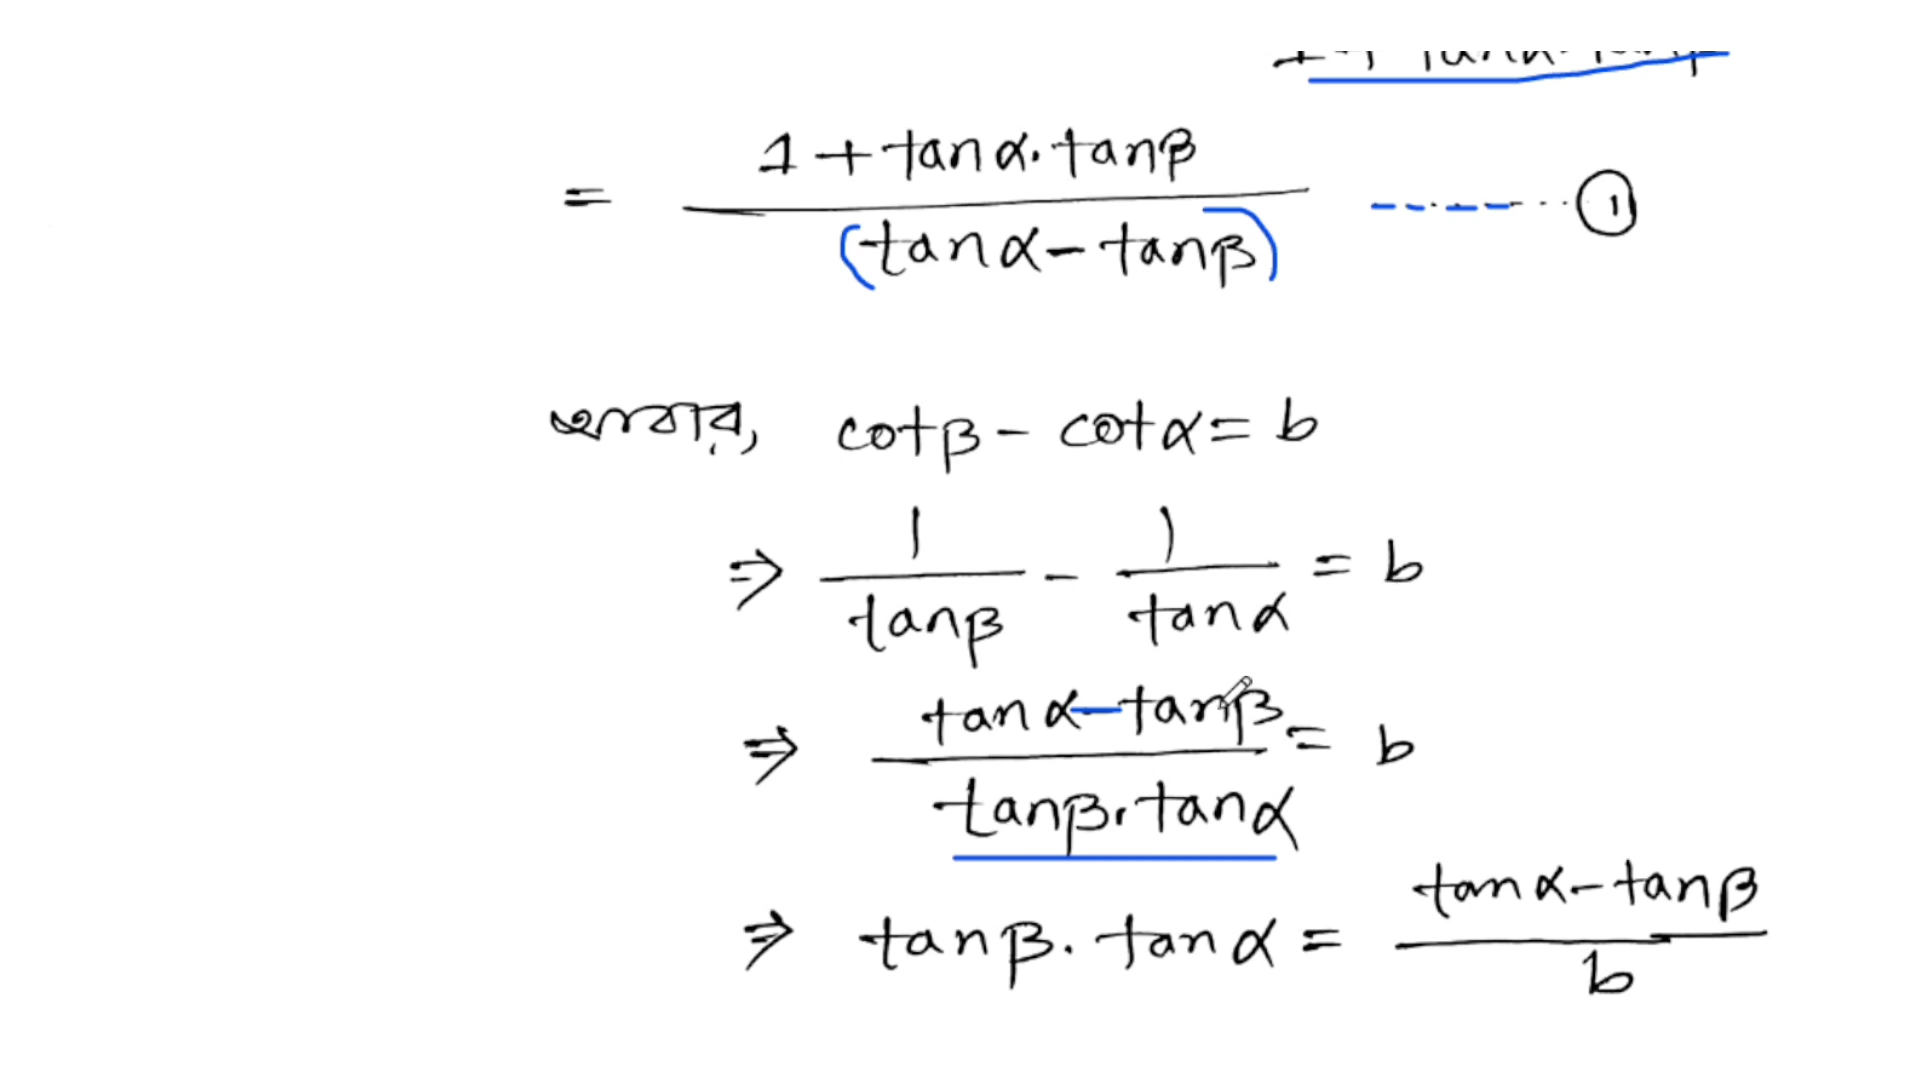 = (1 + tanα. tanβ) / (tanα - tanβ) ------- ①
আবার, cotβ - cotα = b
⇒ 1/tanβ - 1/tanα = b
⇒ (tanα - tanβ) / (tanβ. tanα) = b
⇒ tanβ. tanα = (tanα - tanβ) / b